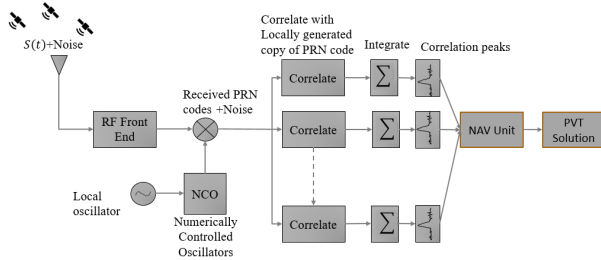 S(t)+Noise
RF Front
End
Received PRN
codes +Noise
Local
oscillator
NCO
Numerically
Controlled
Oscillators
Correlate with
Locally generated
copy of PRN code
Integrate
Correlation peaks
Correlate
∑
Correlate
∑
Correlate
∑
NAV Unit
PVT
Solution